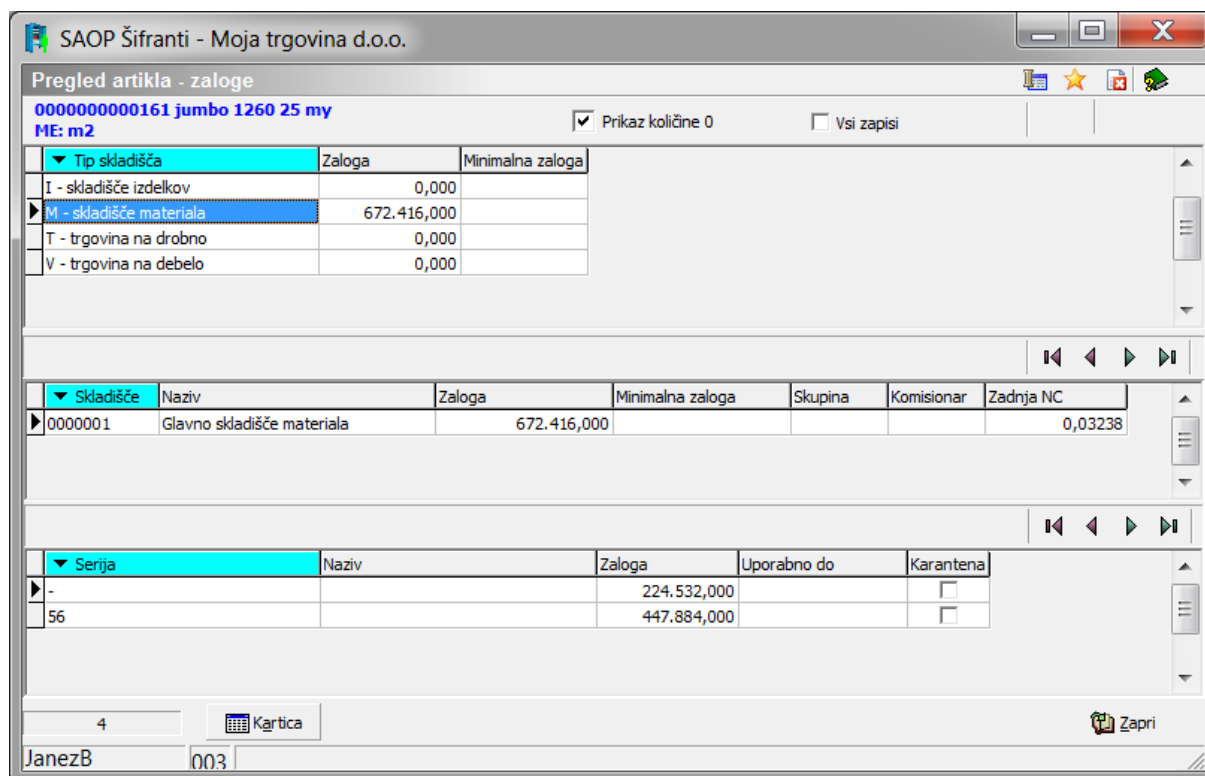 SAOP Šifranti - Moja trgovina d.o.o.
Pregled artikla - zaloge
0000000000161 jumbo 1260 25 my
ME: m2
Prikaz količine 0 Vsi zapisi
Tip skladišča Zaloga Minimalna zaloga
I - skladišče izdelkov 0,000
M - skladišče materiala 672.416,000
T - trgovina na drobno 0,000
V - trgovina na debelo 0,000
Skladišče Naziv Zaloga Minimalna zaloga Skupina Komisionar Zadnja NC
0000001 Glavno skladišče materiala 672.416,000 0,03238
Serija Naziv Zaloga Uporabno do Karantena
- 224.532,000
56 447.884,000
4 Kartica Zapri
JanezB 003